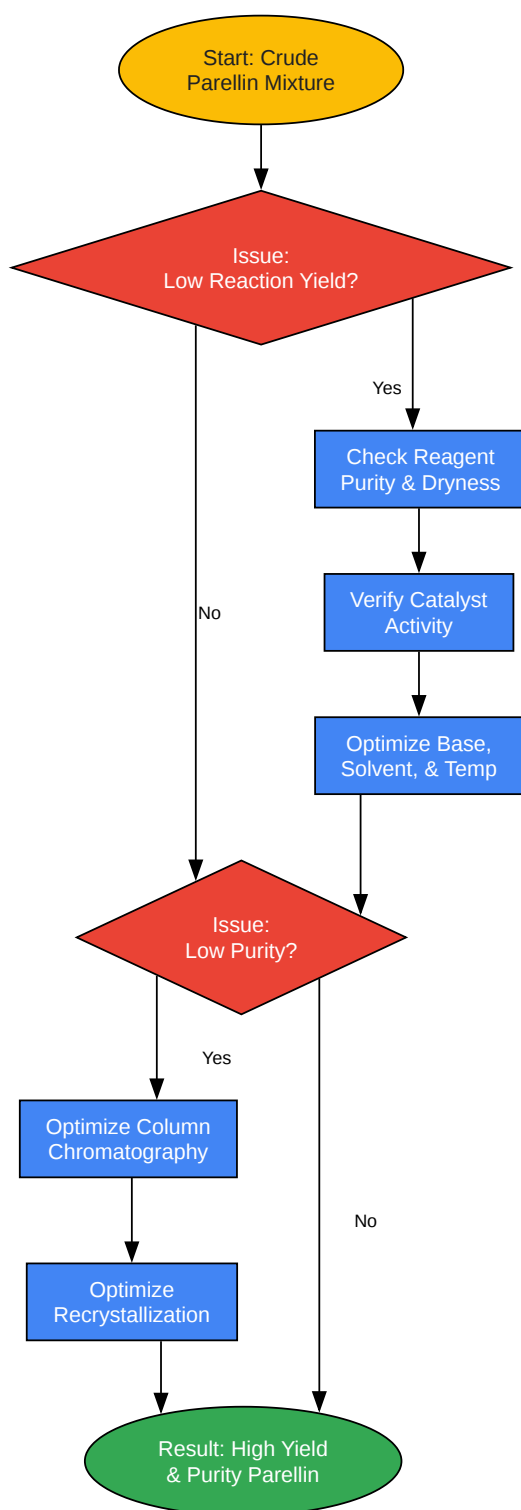 Start: Crude
Parellin Mixture
Issue:
Low Reaction Yield?
Yes
Check Reagent
Purity & Dryness
Verify Catalyst
Activity
No
Optimize Base,
Solvent, & Temp
Issue:
Low Purity?
Yes
Optimize Column
Chromatography
No
Optimize
Recrystallization
Result: High Yield
& Purity Parellin